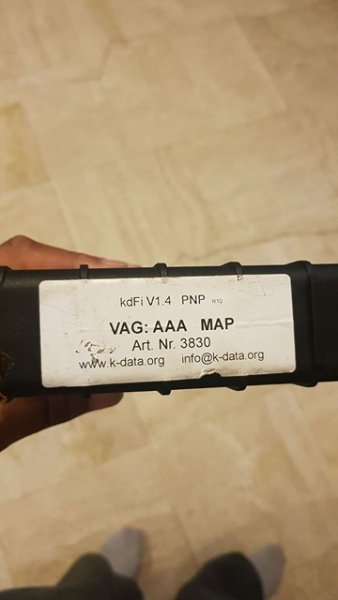 kdFi V1.4 PNP R10
VAG: AAA MAP
Art. Nr. 3830
www.k-data.org info@k-data.org